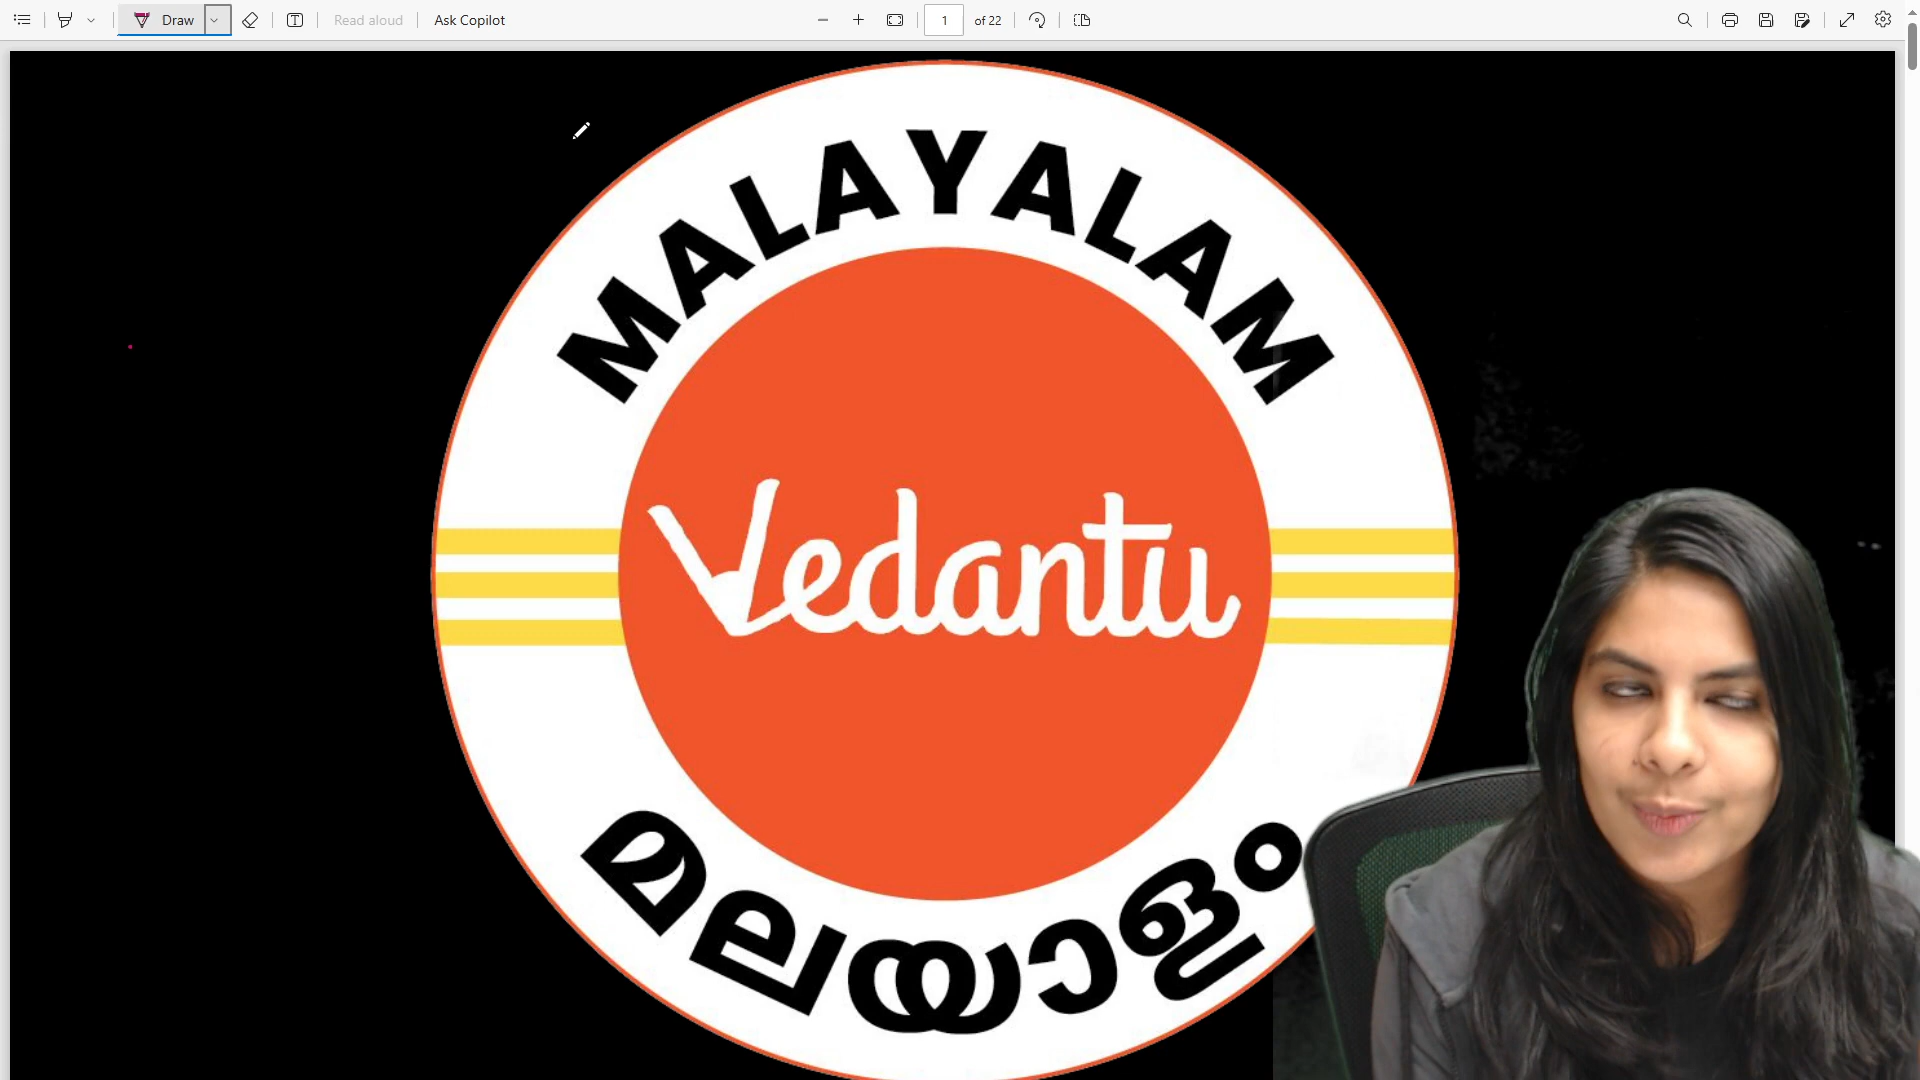 Draw
Read aloud
Ask Copilot
1 of 22
MALAYALAM
Vedantu
മലയാളം